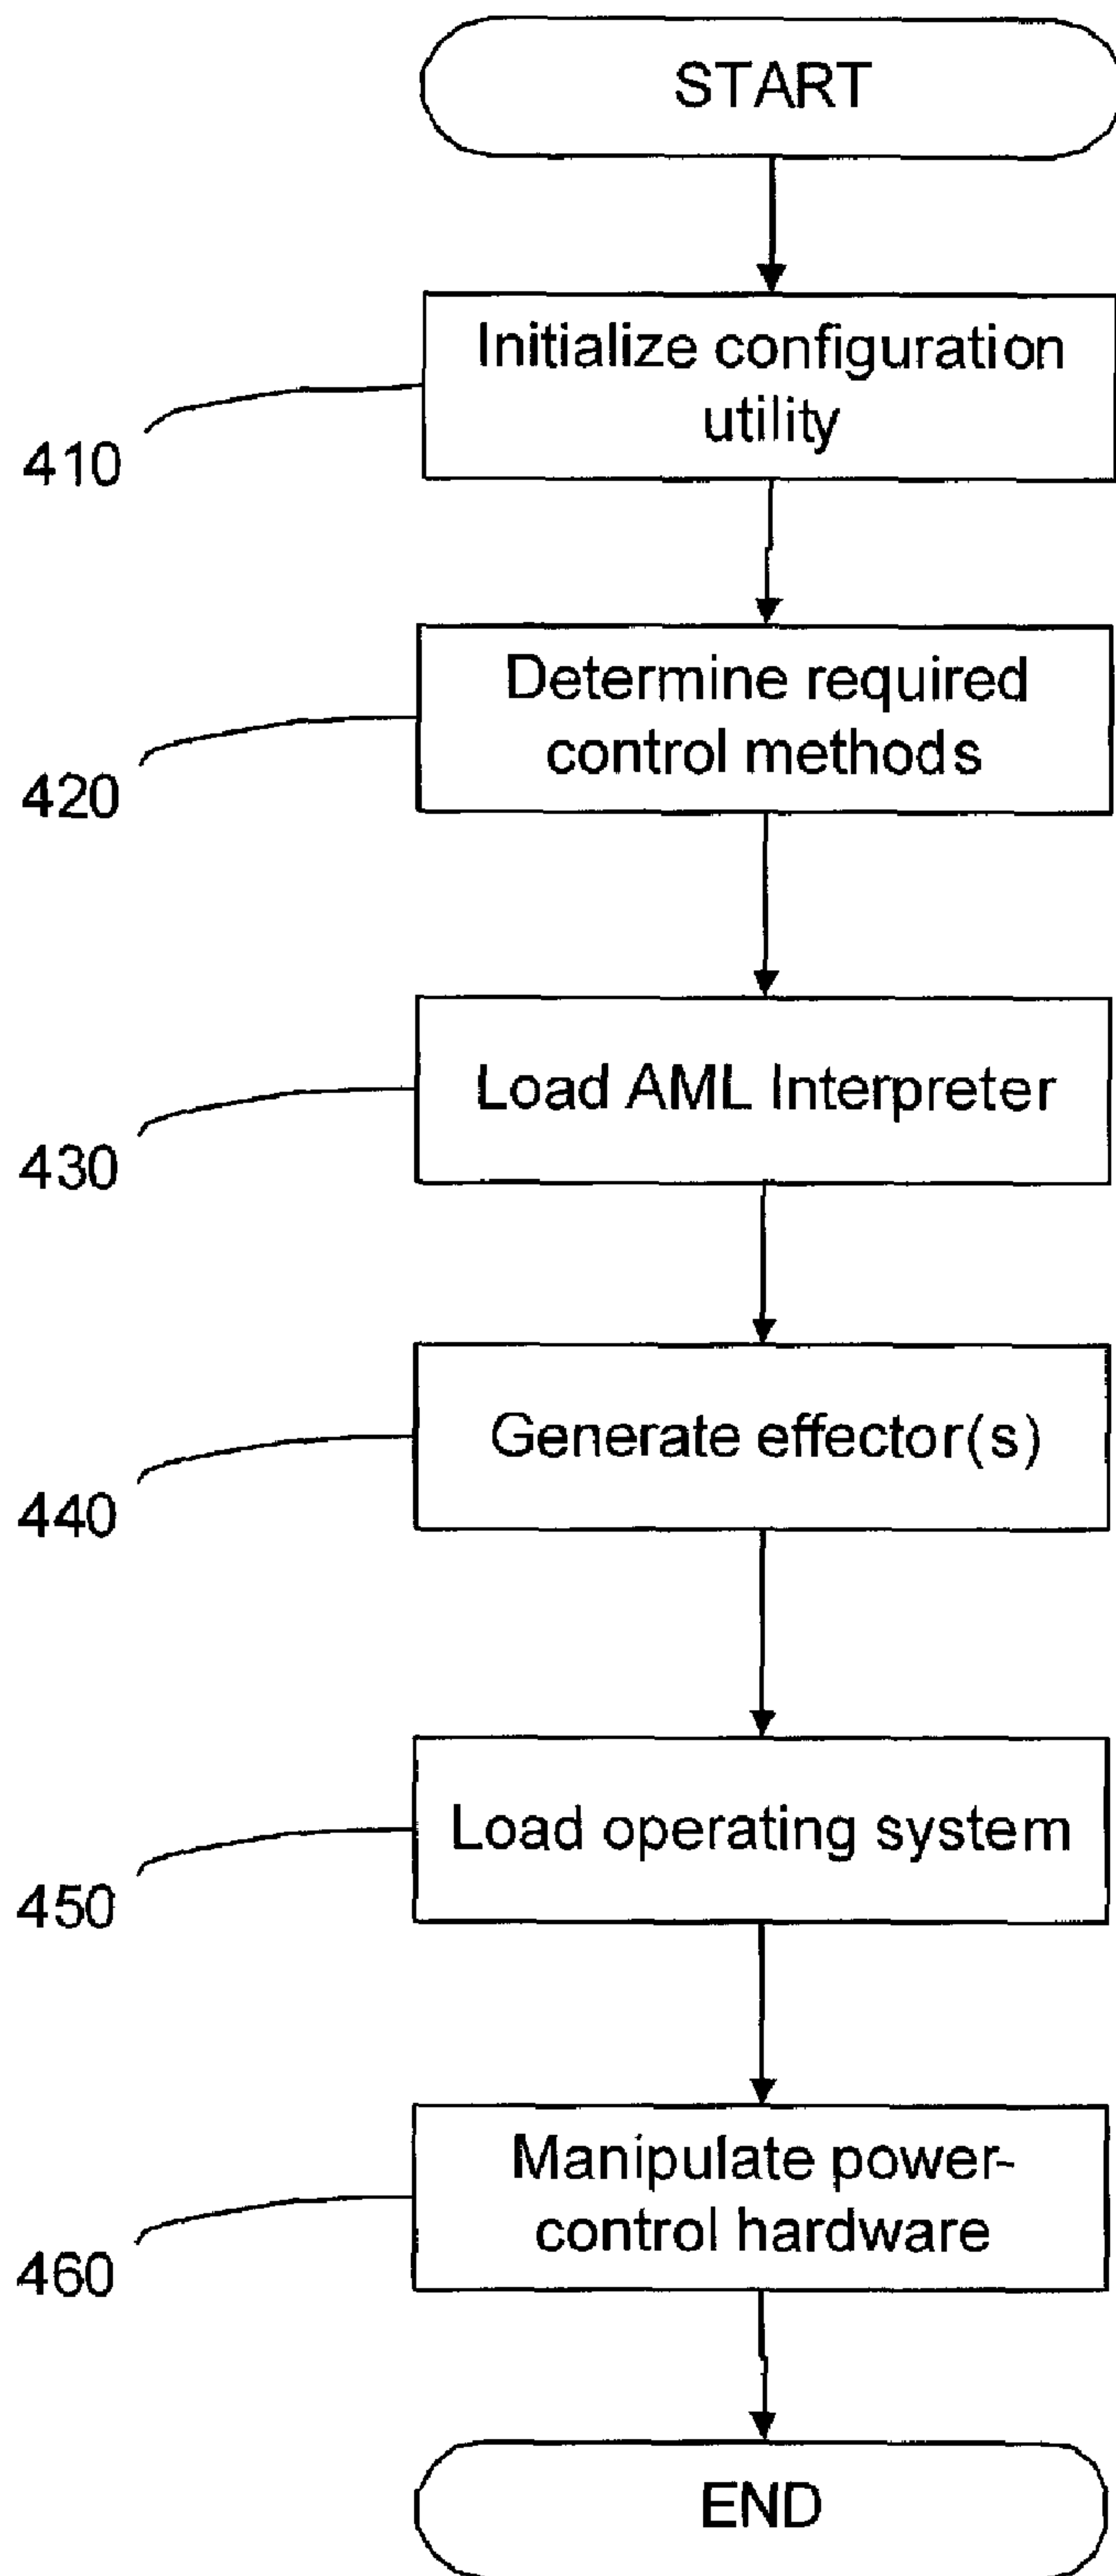 START
Initialize configuration
utility
410
Determine required
control methods
420
Load AML Interpreter
430
Generate effector(s)
440
Load operating system
450
Manipulate power-
control hardware
460
END